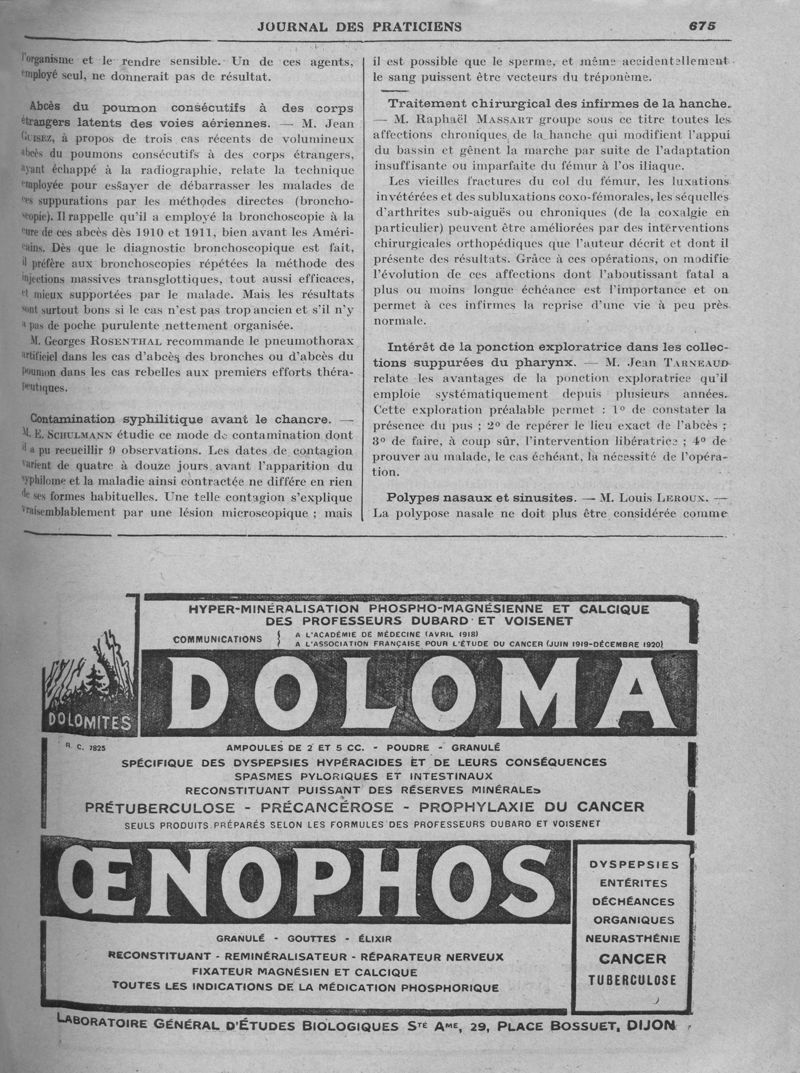 JOURNAL DES PRATICIENS
675
l'organisme et le rendre sensible. Un de ces agents,
employé seul, ne donnerait pas de résultat.
Abcès du poumon consécutifs à des corps
étrangers latents des voies aériennes. — M. Jean
GUISEZ, à propos de trois cas récents de volumineux
abcès du poumons consécutifs à des corps étrangers,
ayant échappé à la radiographie, relate la technique
employée pour essayer de débarrasser les malades de
ces suppurations par les méthodes directes (broncho-
scopie). Il rappelle qu'il a employé la bronchoscopie à la
cure de ces abcès dès 1910 et 1911, bien avant les Améri-
cains. Dès que le diagnostic bronchoscopique est fait,
il préfère aux bronchoscopies répétées la méthode des
injections massives transglottiques, tout aussi efficaces,
et mieux supportées par le malade. Mais les résultats
sont surtout bons si le cas n'est pas trop ancien et s'il n'y
a pas de poche purulente nettement organisée.
M. Georges ROSENTHAL recommande le pneumothorax
artificiel dans les cas d'abcès des bronches ou d'abcès du
poumon dans les cas rebelles aux premiers efforts théra-
peutiques.
Contamination syphilitique avant le chancre. —
M. E. SCHULMANN étudie ce mode de contamination dont
il a pu recueillir 9 observations. Les dates de contagion
varient de quatre à douze jours avant l'apparition du
syphilome et la maladie ainsi contractée ne différe en rien
de ses formes habituelles. Une telle contagion s'explique
vraisemblablement par une lésion microscopique ; mais
il est possible que le sperme, et même accidentellement
le sang puissent être vecteurs du tréponème.
Traitement chirurgical des infirmes de la hanche.
— M. Raphaël MASSART groupe sous ce titre toutes les
affections chroniques de la hanche qui modifient l'appui
du bassin et gênent la marche par suite de l'adaptation
insuffisante ou imparfaite du fémur à l'os iliaque.
Les vieilles fractures du col du fémur, les luxations
invétérées et des subluxations coxo-fémorales, les séquelles
d'arthrites sub-aiguës ou chroniques (de la coxalgie en
particulier) peuvent être améliorées par des interventions
chirurgicales orthopédiques que l'auteur décrit et dont il
présente des résultats. Grâce à ces opérations, on modifie
l'évolution de ces affections dont l'aboutissant fatal a
plus ou moins longue échéance est l'importance et on
permet à ces infirmes la reprise d'une vie à peu près
normale.
Intérêt de la ponction exploratrice dans les collec-
tions suppurées du pharynx. — M. Jean TARNEAUD
relate les avantages de la ponction exploratrice qu'il
emploie systématiquement depuis plusieurs années.
Cette exploration préalable permet : 1° de constater la
présence du pus ; 2° de repérer le lieu exact de l'abcès ;
3° de faire, à coup sûr, l'intervention libératrice ; 4° de
prouver au malade, le cas échéant, la nécessité de l'opéra-
tion.
Polypes nasaux et sinusites. — M. Louis LEROUX. —
La polypose nasale ne doit plus être considérée comme
HYPER-MINÉRALISATION PHOSPHO-MAGNÉSIENNE ET CALCIQUE
DES PROFESSEURS DUBARD ET VOISENET
COMMUNICATIONS { A L'ACADÉMIE DE MÉDECINE (AVRIL 1918)
A L'ASSOCIATION FRANÇAISE POUR L'ÉTUDE DU CANCER (JUIN 1919-DÉCEMBRE 1920)
DOLOMITES
DOLOMA
R. C. 7825
AMPOULES DE 2 ET 5 CC. - POUDRE - GRANULÉ
SPÉCIFIQUE DES DYSPEPSIES HYPÉRACIDES ET DE LEURS CONSÉQUENCES
SPASMES PYLORIQUES ET INTESTINAUX
RECONSTITUANT PUISSANT DES RÉSERVES MINÉRALES
PRÉTUBERCULOSE - PRÉCANCÉROSE - PROPHYLAXIE DU CANCER
SEULS PRODUITS PRÉPARÉS SELON LES FORMULES DES PROFESSEURS DUBARD ET VOISENET
ŒNOPHOS
GRANULÉ - GOUTTES - ÉLIXIR
RECONSTITUANT - REMINÉRALISATEUR - RÉPARATEUR NERVEUX
FIXATEUR MAGNÉSIEN ET CALCIQUE
TOUTES LES INDICATIONS DE LA MÉDICATION PHOSPHORIQUE
DYSPEPSIES
ENTÉRITES
DÉCHÉANCES
ORGANIQUES
NEURASTHÉNIE
CANCER
TUBERCULOSE
LABORATOIRE GÉNÉRAL D'ÉTUDES BIOLOGIQUES STÉ AME, 29, PLACE BOSSUET, DIJON